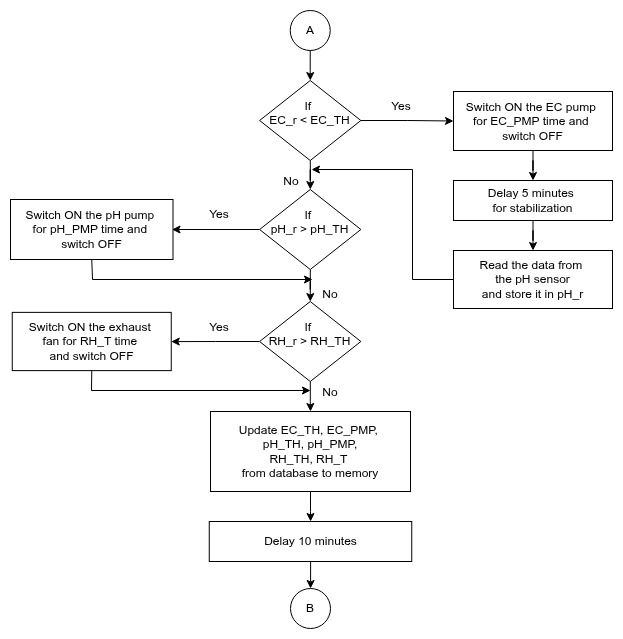 A
If
EC_r < EC_TH
Yes
Switch ON the EC pump
for EC_PMP time and
switch OFF
No
Delay 5 minutes
for stabilization
Switch ON the pH pump
for pH_PMP time and
switch OFF
Yes
If
pH_r > pH_TH
Read the data from
the pH sensor
and store it in pH_r
No
Switch ON the exhaust
fan for RH_T time
and switch OFF
Yes
If
RH_r > RH_TH
No
Update EC_TH, EC_PMP,
pH_TH, pH_PMP,
RH_TH, RH_T
from database to memory
Delay 10 minutes
B